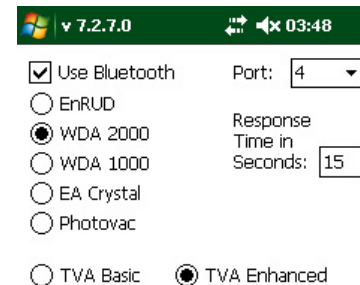 v 7.2.7.0 03:48
Use Bluetooth Port: 4
EnRUD
WDA 2000
WDA 1000
EA Crystal
Photovac
Response
Time in
Seconds: 15
TVA Basic TVA Enhanced